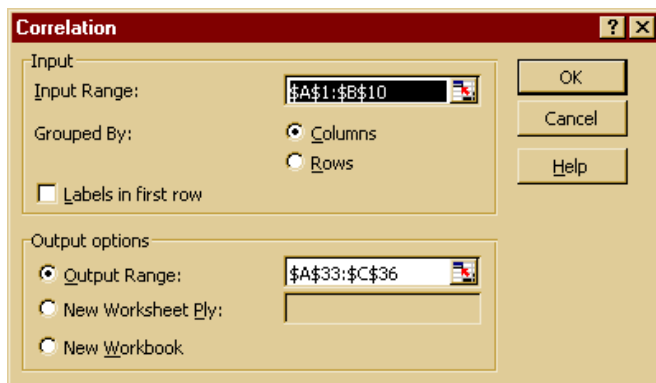 Correlation
Input
Input Range: $A$1:$B$10
Grouped By: Columns
Rows
Labels in first row
OK
Cancel
Help
Output options
Output Range: $A$33:$C$36
New Worksheet Ply:
New Workbook